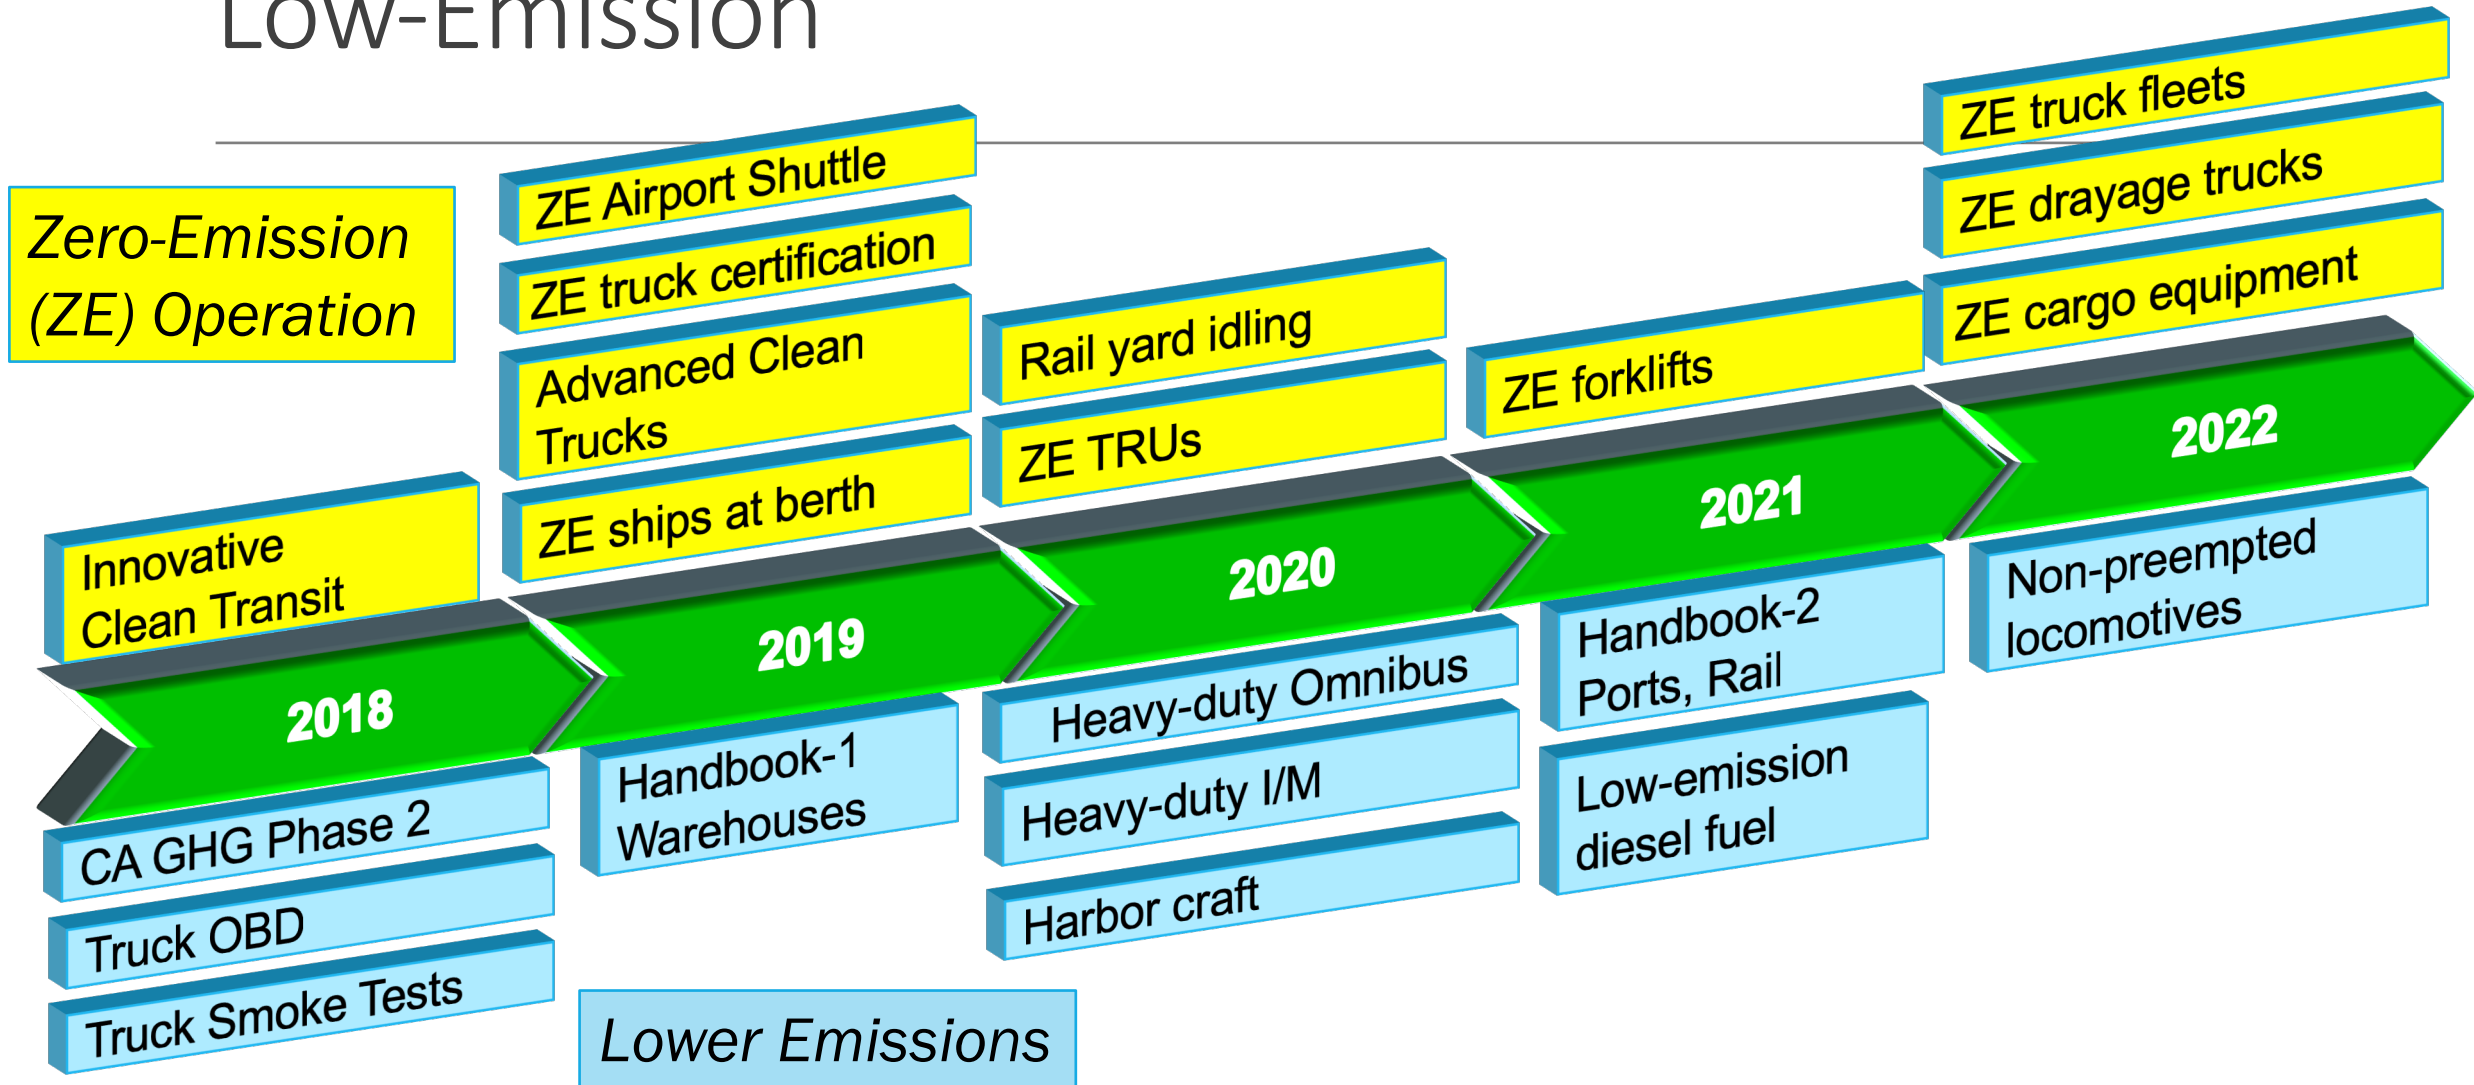 Low-Emission
Zero-Emission
(ZE) Operation
Innovative
Clean Transit
ZE Airport Shuttle
ZE truck certification
Advanced Clean
Trucks
ZE ships at berth
Rail yard idling
ZE TRUs
ZE forklifts
ZE truck fleets
ZE drayage trucks
ZE cargo equipment
2018
2019
2020
2021
2022
CA GHG Phase 2
Truck OBD
Truck Smoke Tests
Handbook-1
Warehouses
Heavy-duty Omnibus
Heavy-duty I/M
Harbor craft
Handbook-2
Ports, Rail
Low-emission
diesel fuel
Non-preempted
locomotives
Lower Emissions